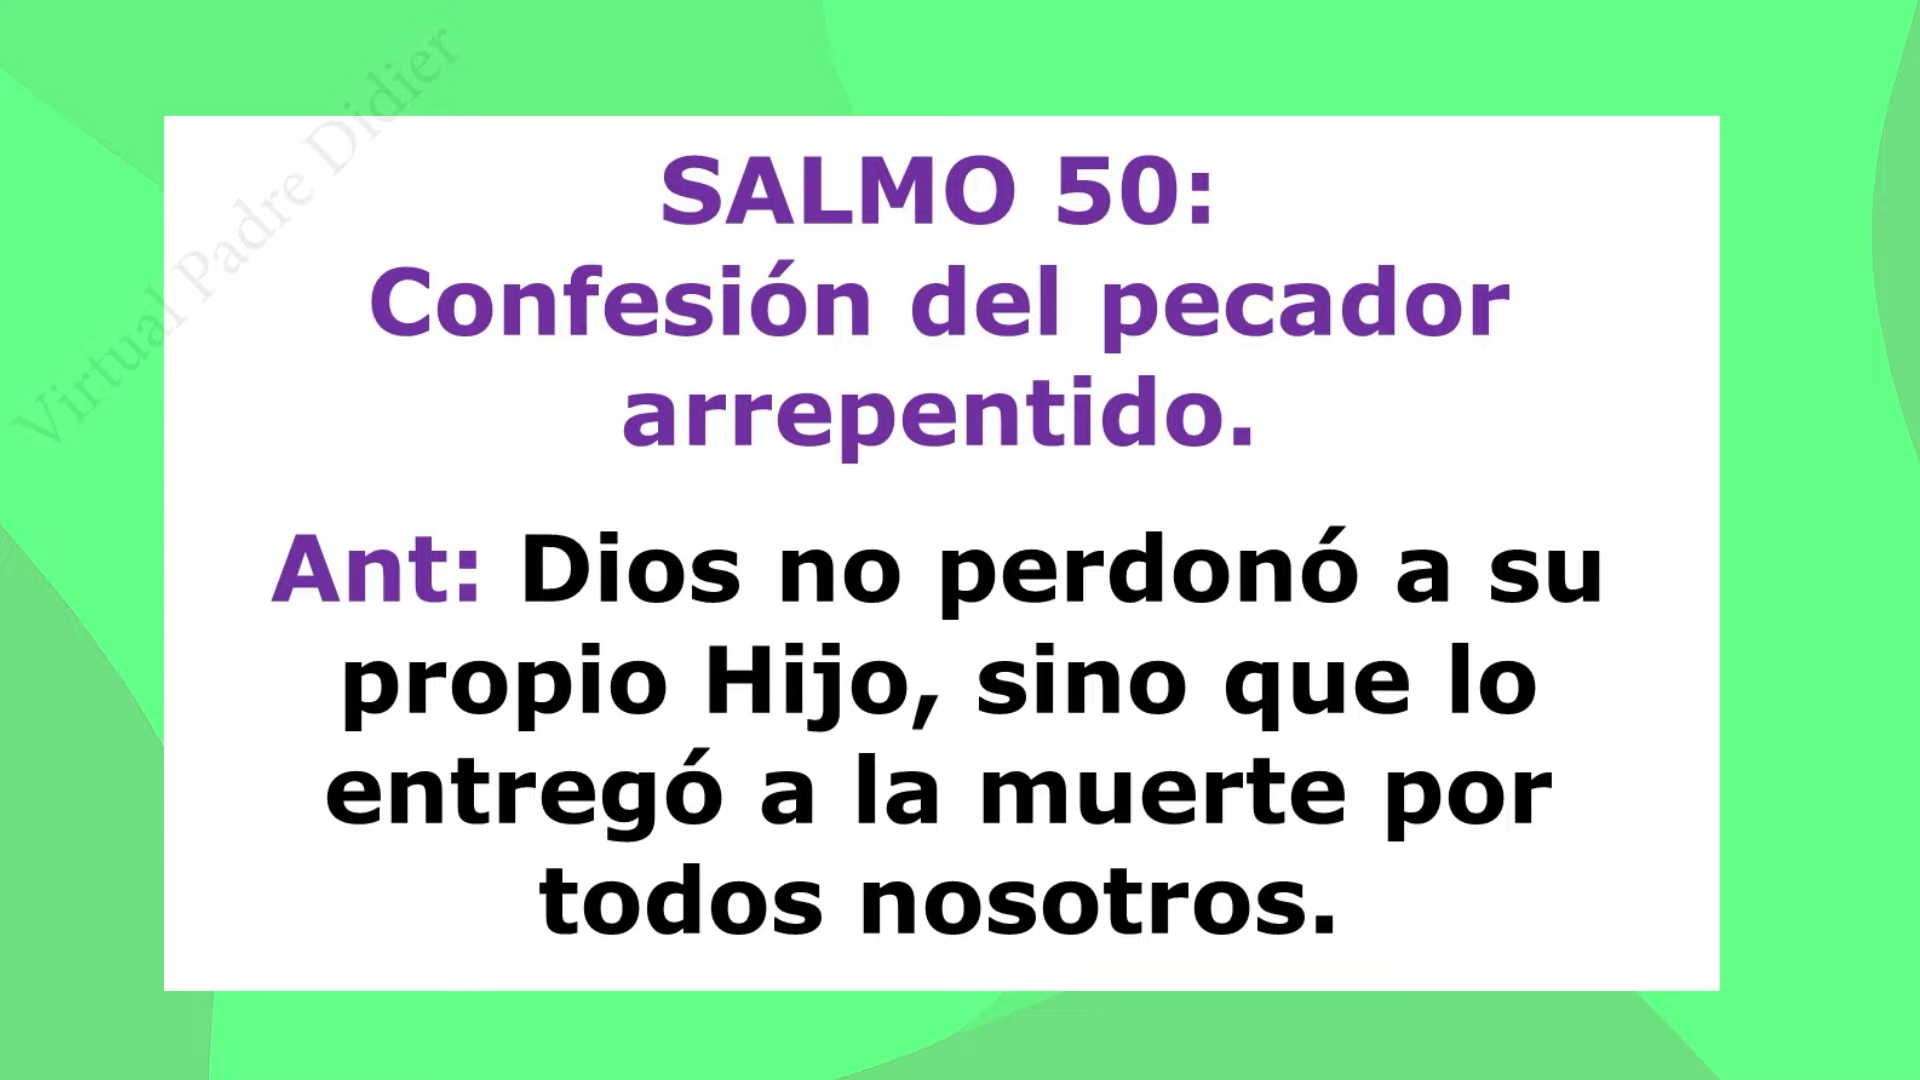 Virtual Padre Didier
SALMO 50:
Confesión del pecador
arrepentido.
Ant: Dios no perdonó a su
propio Hijo, sino que lo
entregó a la muerte por
todos nosotros.